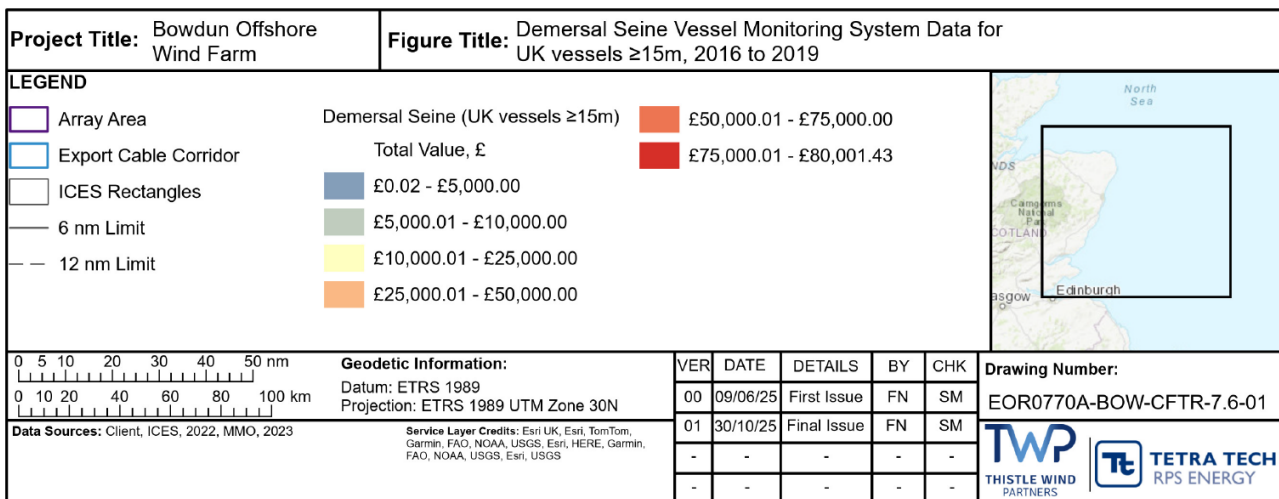 Project Title: Bowdun Offshore
Wind Farm
Figure Title: Demersal Seine Vessel Monitoring System Data for
UK vessels ≥15m, 2016 to 2019
LEGEND
Array Area
Export Cable Corridor
ICES Rectangles
6 nm Limit
12 nm Limit
Demersal Seine (UK vessels ≥15m)
Total Value, £
£0.02 - £5,000.00
£5,000.01 - £10,000.00
£10,000.01 - £25,000.00
£25,000.01 - £50,000.00
£50,000.01 - £75,000.00
£75,000.01 - £80,001.43
North
Sea
NDS
Cairngorms
National
Park
COTLAND
asgow
Edinburgh
0 5 10 20 30 40 50 nm
0 10 20 40 60 80 100 km
Geodetic Information:
Datum: ETRS 1989
Projection: ETRS 1989 UTM Zone 30N
Data Sources: Client, ICES, 2022, MMO, 2023
Service Layer Credits: Esri UK, Esri, TomTom,
Garmin, FAO, NOAA, USGS, Esri, HERE, Garmin,
FAO, NOAA, USGS, Esri, USGS
VER DATE DETAILS BY CHK
00 09/06/25 First Issue FN SM
01 30/10/25 Final Issue FN SM
- - - - -
- - - - -
Drawing Number:
EOR0770A-BOW-CFTR-7.6-01
TWP
THISTLE WIND
PARTNERS
Tt
TETRA TECH
RPS ENERGY